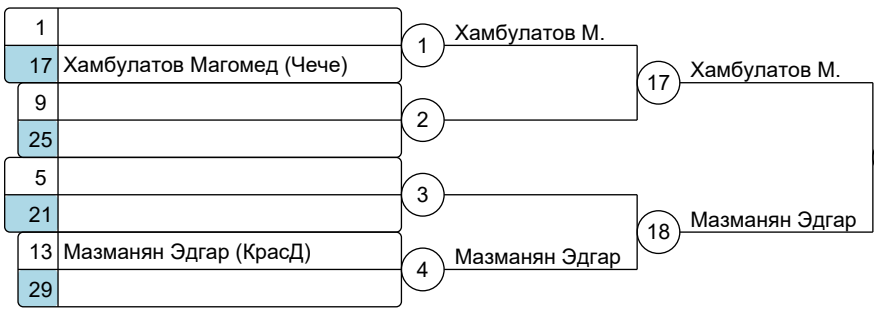 1
17 Хамбулатов Магомед (Чече)
9
25
5
21
13 Мазманян Эдгар (КрасД)
29
1 Хамбулатов М.
2
3
4 Мазманян Эдгар
17 Хамбулатов М.
18 Мазманян Эдгар